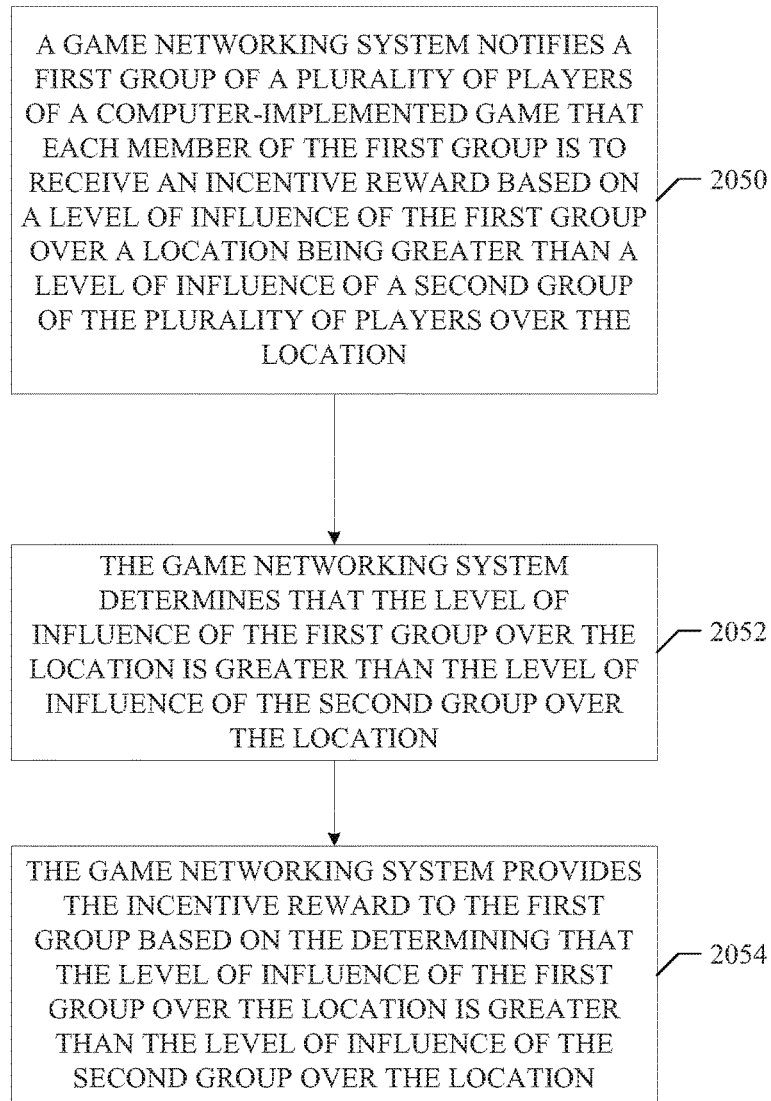 A GAME NETWORKING SYSTEM NOTIFIES A
FIRST GROUP OF A PLURALITY OF PLAYERS
OF A COMPUTER-IMPLEMENTED GAME THAT
EACH MEMBER OF THE FIRST GROUP IS TO
RECEIVE AN INCENTIVE REWARD BASED ON
A LEVEL OF INFLUENCE OF THE FIRST GROUP
OVER A LOCATION BEING GREATER THAN A
LEVEL OF INFLUENCE OF A SECOND GROUP
OF THE PLURALITY OF PLAYERS OVER THE
LOCATION
2050
THE GAME NETWORKING SYSTEM
DETERMINES THAT THE LEVEL OF
INFLUENCE OF THE FIRST GROUP OVER THE
LOCATION IS GREATER THAN THE LEVEL OF
INFLUENCE OF THE SECOND GROUP OVER
THE LOCATION
2052
THE GAME NETWORKING SYSTEM PROVIDES
THE INCENTIVE REWARD TO THE FIRST
GROUP BASED ON THE DETERMINING THAT
THE LEVEL OF INFLUENCE OF THE FIRST
GROUP OVER THE LOCATION IS GREATER
THAN THE LEVEL OF INFLUENCE OF THE
SECOND GROUP OVER THE LOCATION
2054